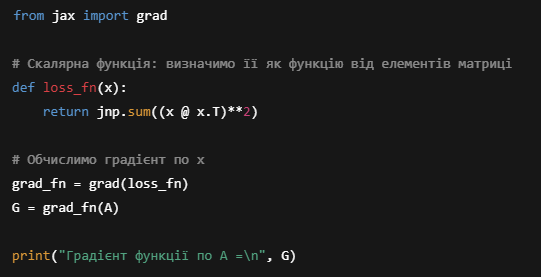 from jax import grad
# Скалярна функція: визначимо її як функцію від елементів матриці
def loss_fn(x):
    return jnp.sum((x @ x.T)**2)
# Обчислимо градієнт по x
grad_fn = grad(loss_fn)
G = grad_fn(A)
print("Градієнт функції по A =\n", G)